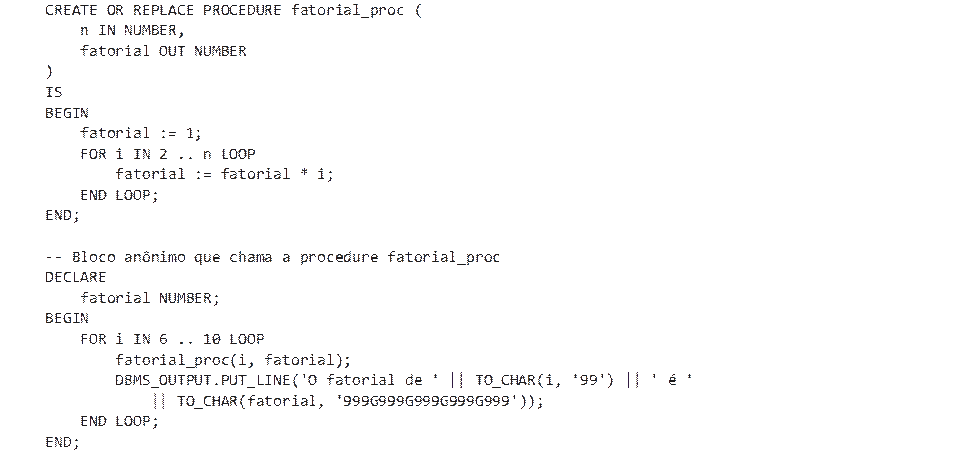 CREATE OR REPLACE PROCEDURE fatorial_proc (
    n IN NUMBER,
    fatorial OUT NUMBER
)
IS
BEGIN
    fatorial := 1;
    FOR i IN 2 .. n LOOP
        fatorial := fatorial * i;
    END LOOP;
END;

-- Bloco anônimo que chama a procedure fatorial_proc
DECLARE
    fatorial NUMBER;
BEGIN
    FOR i IN 6 .. 10 LOOP
        fatorial_proc(i, fatorial);
        DBMS_OUTPUT.PUT_LINE('O fatorial de ' || TO_CHAR(i, '99') || ' é '
            || TO_CHAR(fatorial, '999G999G999G999G999'));
    END LOOP;
END;